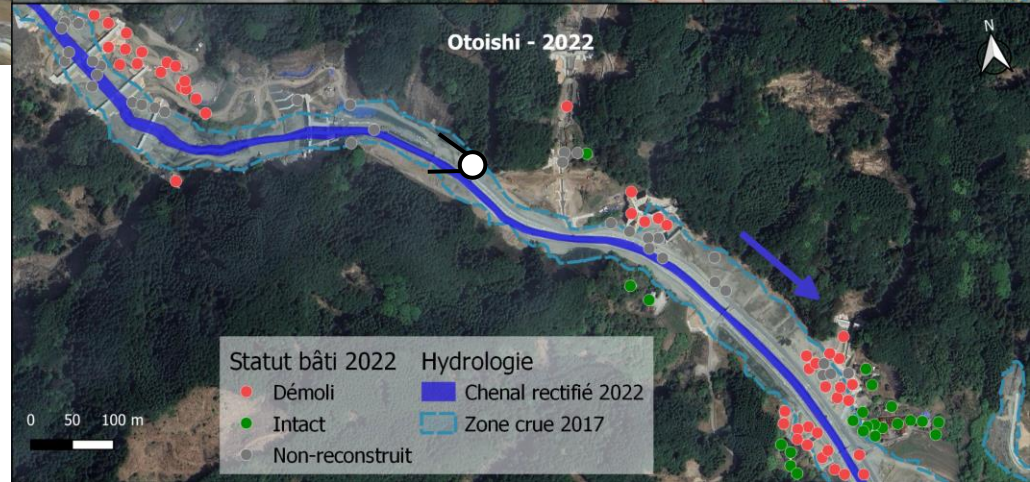 Otoishi - 2022
N
Statut bâti 2022
Démoli
Intact
Non-reconstruit
Hydrologie
Chenal rectifié 2022
Zone crue 2017
0 50 100 m